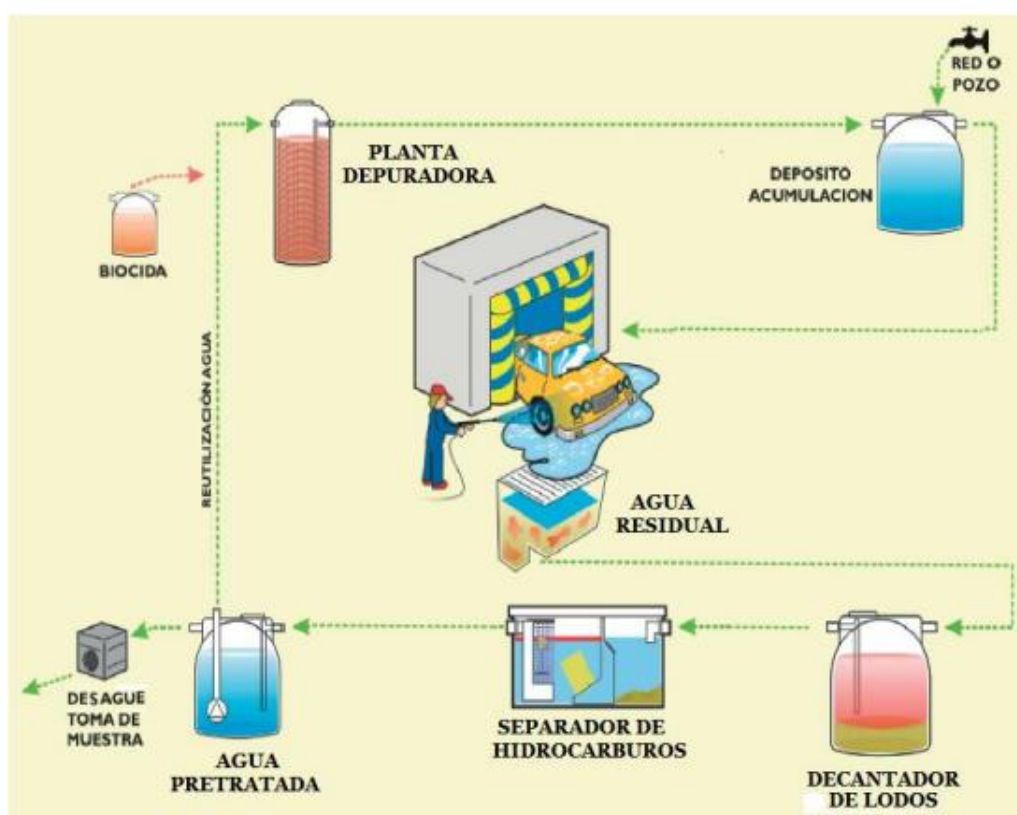 RED O
POZO
PLANTA
DEPURADORA
DEPOSITO
ACUMULACION
BIOCIDA
REUTILIZACIÓN AGUA
AGUA
RESIDUAL
DESAGUE
TOMA DE
MUESTRA
AGUA
PRETRATADA
SEPARADOR DE
HIDROCARBUROS
DECANTADOR
DE LODOS